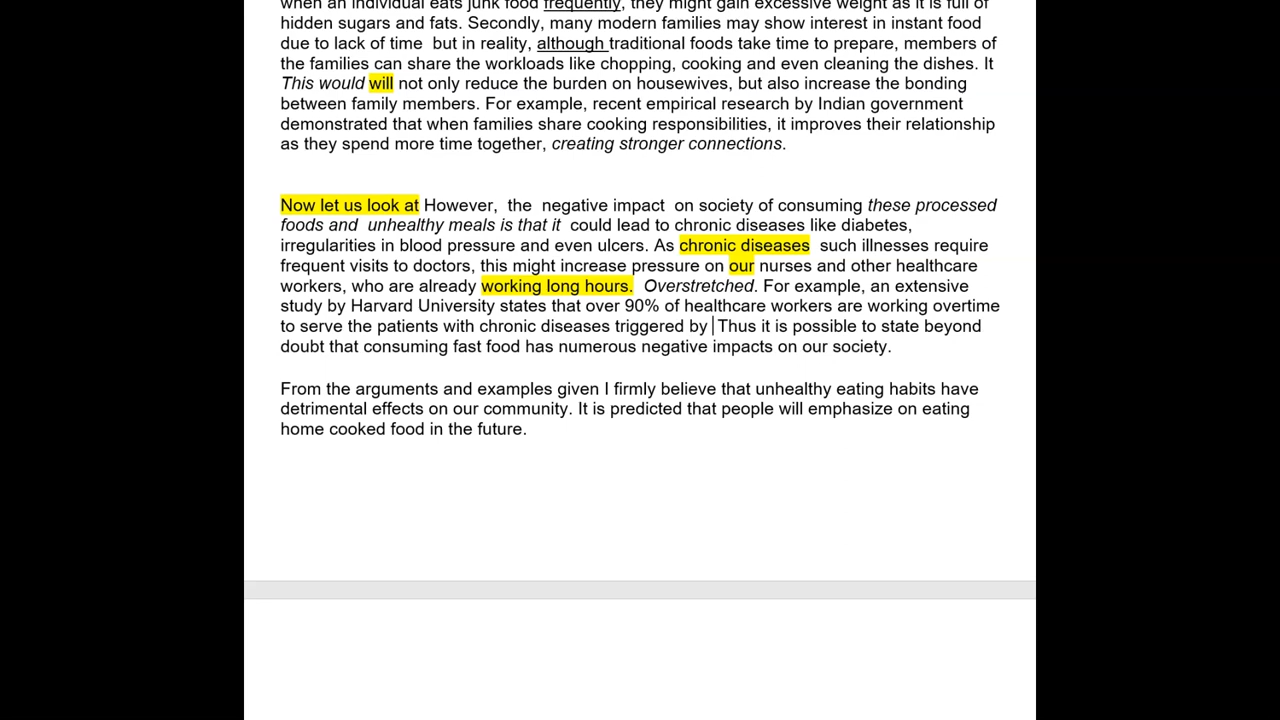 when an individual eats junk food frequently, they might gain excessive weight as it is full of
hidden sugars and fats. Secondly, many modern families may show interest in instant food
due to lack of time  but in reality, although traditional foods take time to prepare, members of
the families can share the workloads like chopping, cooking and even cleaning the dishes. It
This would will not only reduce the burden on housewives, but also increase the bonding
between family members. For example, recent empirical research by Indian government
demonstrated that when families share cooking responsibilities, it improves their relationship
as they spend more time together, creating stronger connections.
Now let us look at However,  the  negative impact  on society of consuming these processed
foods and  unhealthy meals is that it  could lead to chronic diseases like diabetes,
irregularities in blood pressure and even ulcers. As chronic diseases  such illnesses require
frequent visits to doctors, this might increase pressure on our nurses and other healthcare
workers, who are already working long hours.  Overstretched. For example, an extensive
study by Harvard University states that over 90% of healthcare workers are working overtime
to serve the patients with chronic diseases triggered by Thus it is possible to state beyond
doubt that consuming fast food has numerous negative impacts on our society.
From the arguments and examples given I firmly believe that unhealthy eating habits have
detrimental effects on our community. It is predicted that people will emphasize on eating
home cooked food in the future.